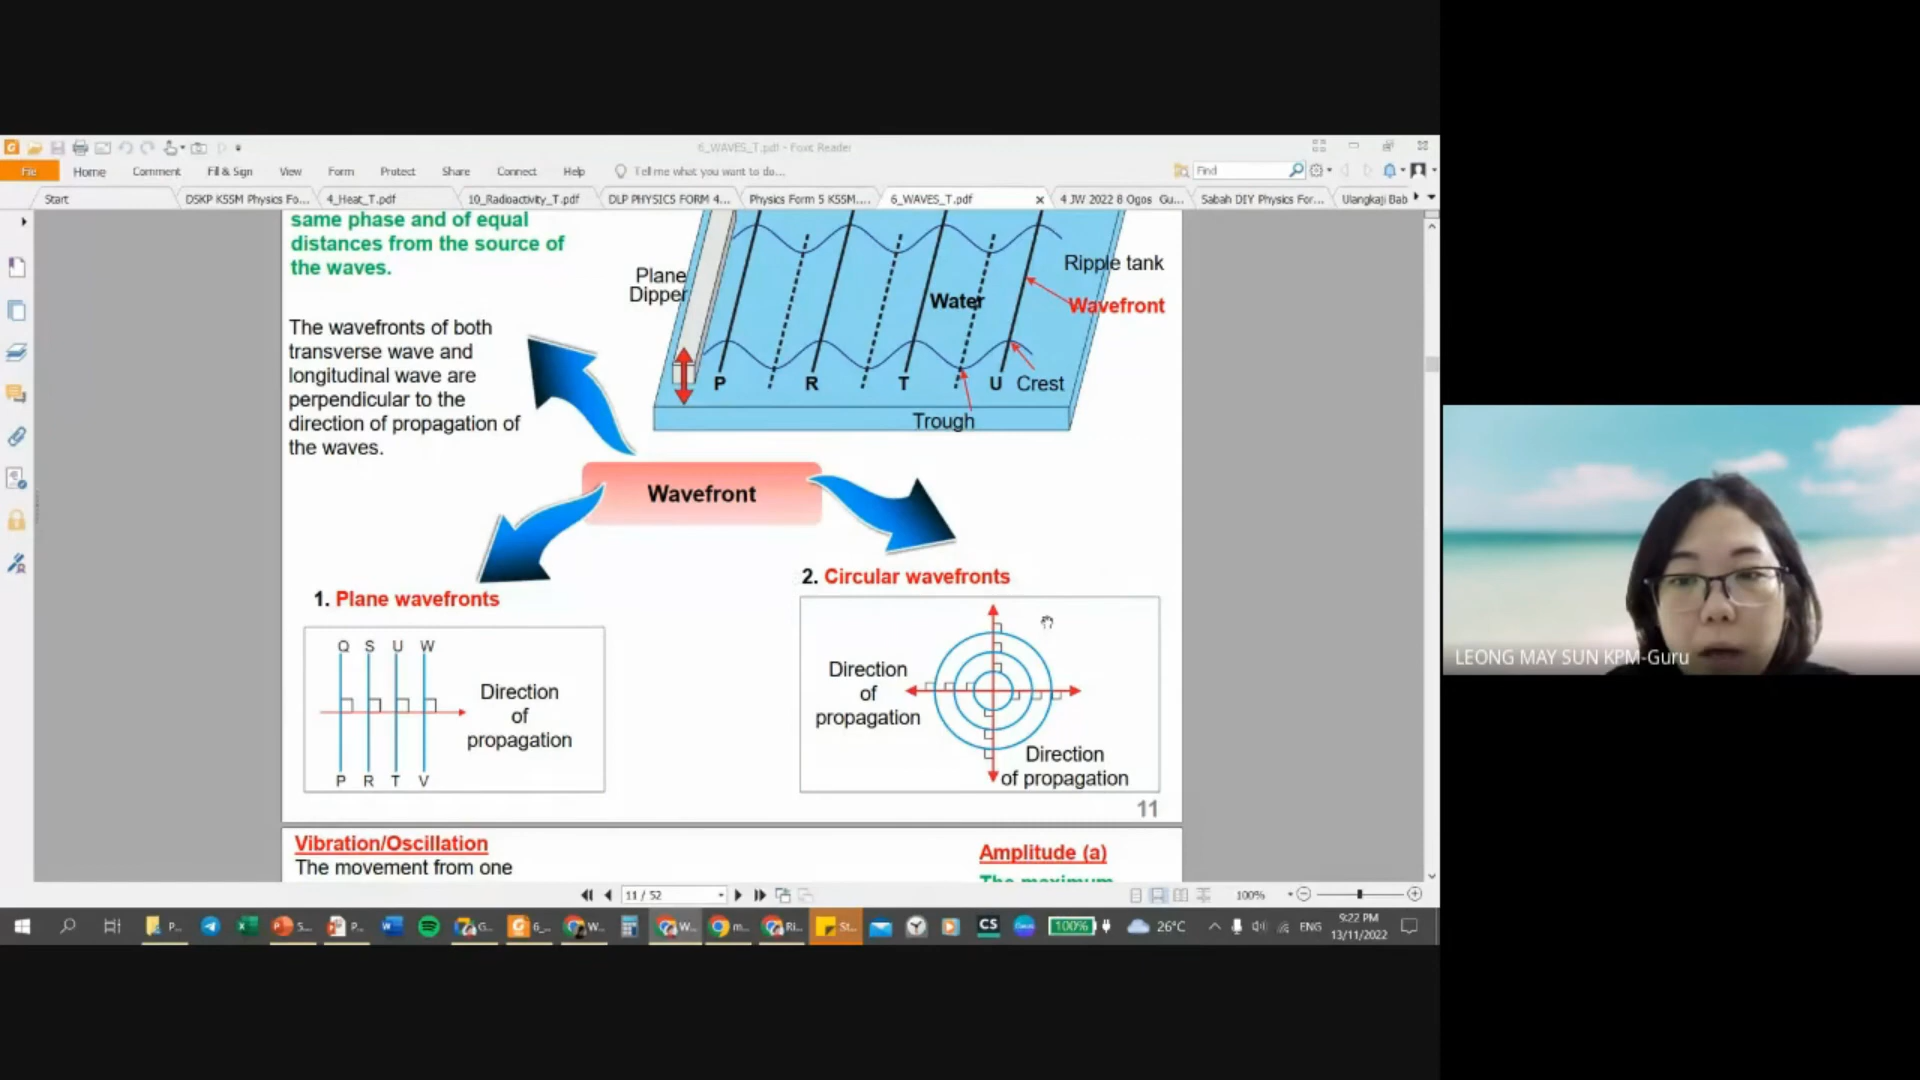 6_WAVES_T.pdf - Foxit Reader
File Home Comment Fill & Sign View Form Protect Share Connect Help Tell me what you want to do... Find
Start DSKP KSSM Physics Fo... 4_Heat_T.pdf 10_Radioactivity_T.pdf DLP PHYSICS FORM 4... Physics Form 5 KSSM.... 6_WAVES_T.pdf 4 JW 2022 8 Ogos Gu... Sabah DIY Physics For... Ulangkaji Bab
same phase and of equal
distances from the source of
the waves.
Plane
Dipper
Ripple tank
Water
Wavefront
P R T U Crest
Trough
The wavefronts of both
transverse wave and
longitudinal wave are
perpendicular to the
direction of propagation of
the waves.
Wavefront
1. Plane wavefronts
Q S U W
Direction
of
propagation
P R T V
2. Circular wavefronts
Direction
of
propagation
Direction
of propagation
11
Vibration/Oscillation
The movement from one
Amplitude (a)
The maximum
11 / 52
100%
LEONG MAY SUN KPM-Guru
P... S... P... G... 6_... W... W... m... Ri... St... CS 100% 26°C ENG 9:22 PM
13/11/2022